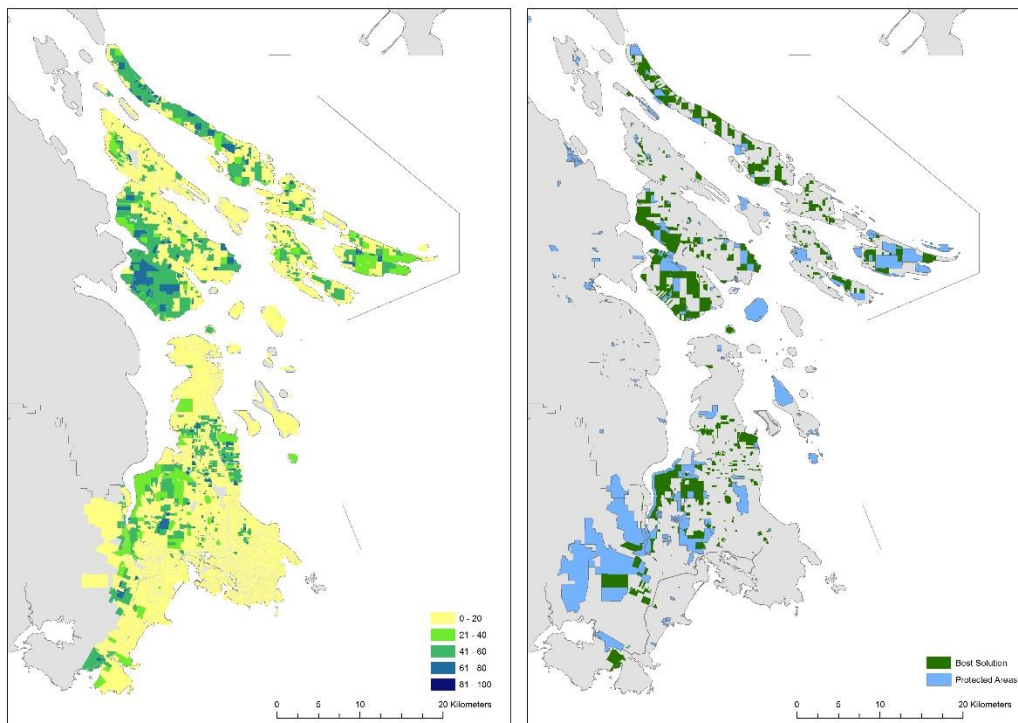 0 - 20
21 - 40
41 - 60
61 - 80
81 - 100
0 5 10 20 Kilometers
Best Solution
Protected Areas
0 5 10 20 Kilometers